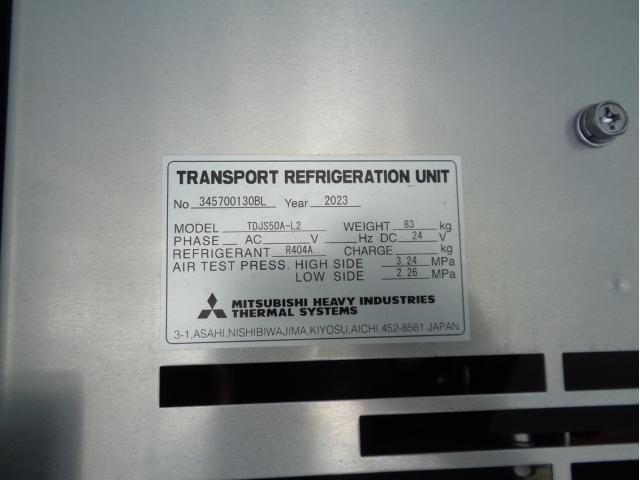 TRANSPORT REFRIGERATION UNIT
No 345700130BL Year 2023
MODEL TDJS50A-L2 WEIGHT 83 kg
PHASE AC V Hz DC 24 V
REFRIGERANT R404A CHARGE kg
AIR TEST PRESS. HIGH SIDE 3.24 MPa
LOW SIDE 2.26 MPa
MITSUBISHI HEAVY INDUSTRIES
THERMAL SYSTEMS
3-1, ASAHI, NISHIBIWAJIMA, KIYOSU, AICHI, 452-8561 JAPAN